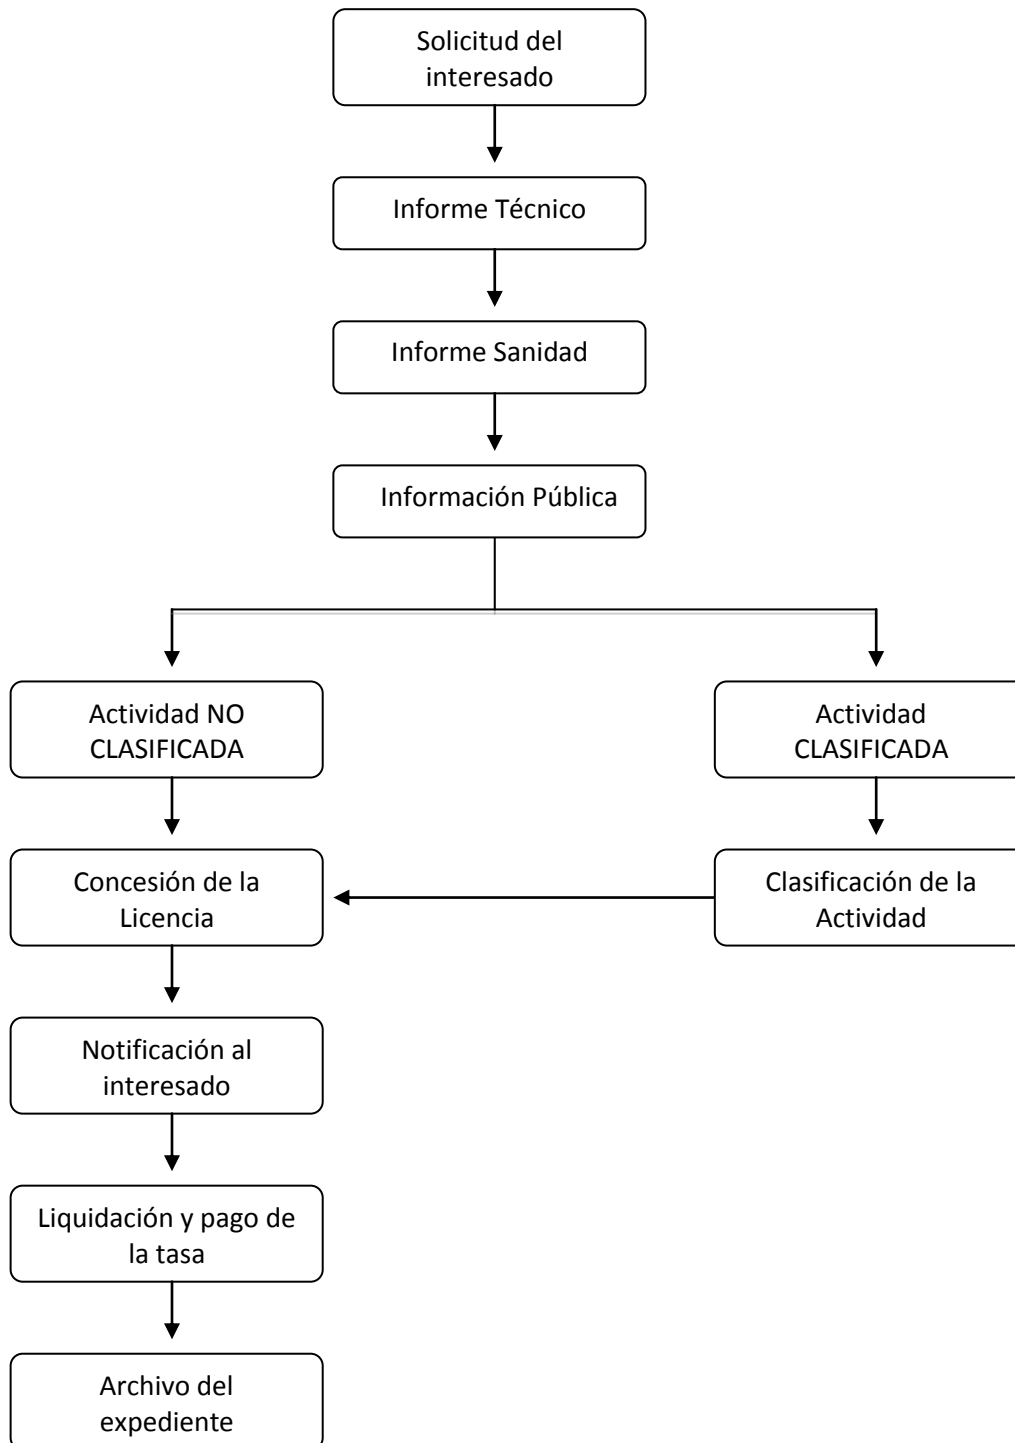 Solicitud del
interesado
Informe Técnico
Informe Sanidad
Información Pública
Actividad NO
CLASIFICADA
Actividad
CLASIFICADA
Concesión de la
Licencia
Clasificación de la
Actividad
Notificación al
interesado
Liquidación y pago de
la tasa
Archivo del
expediente